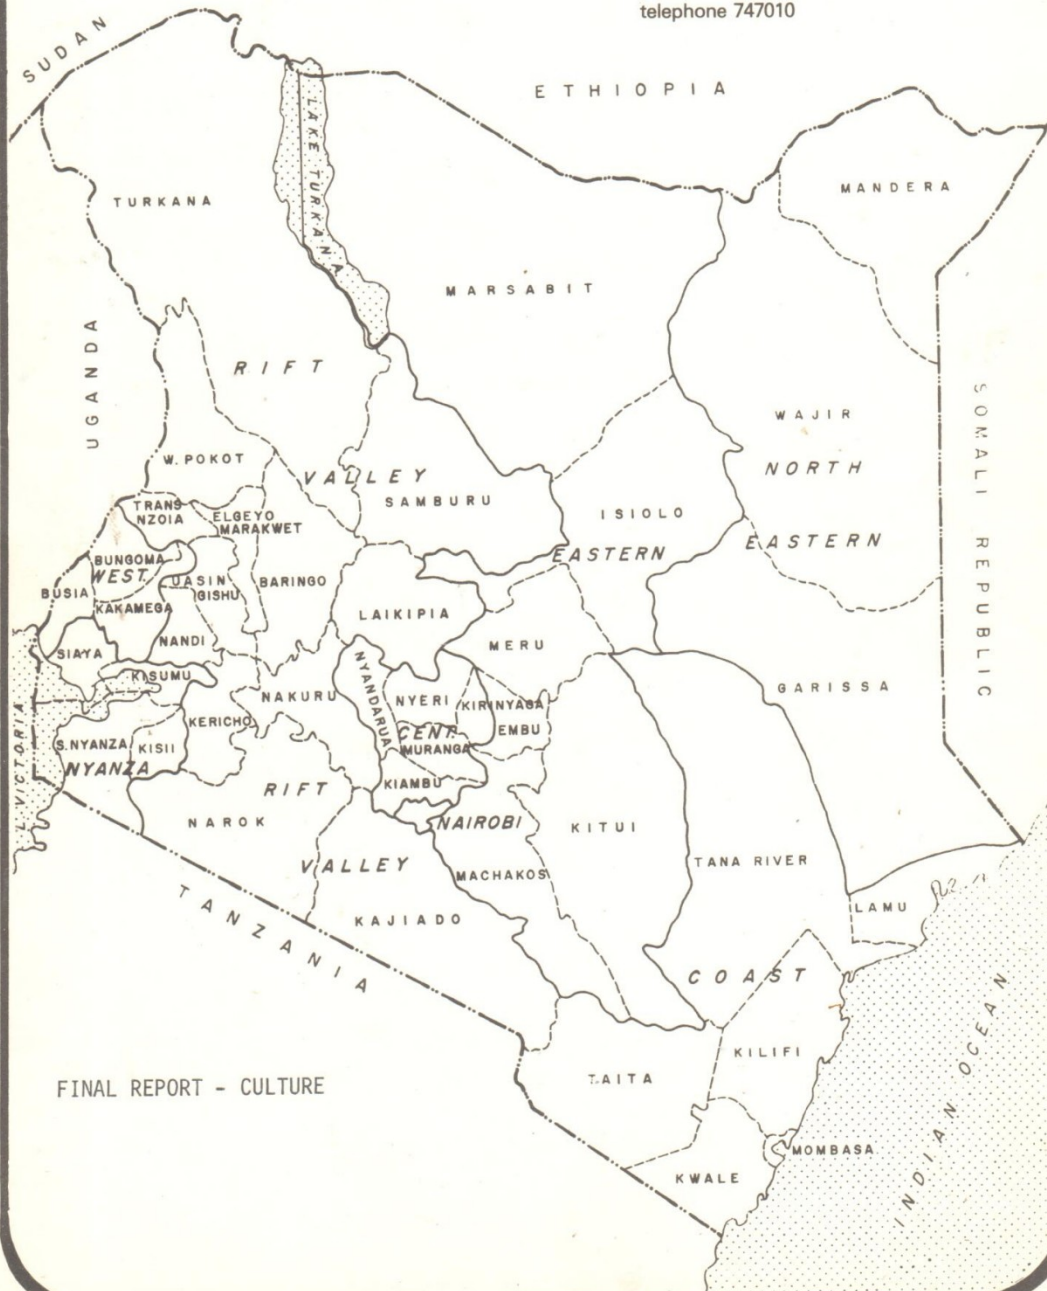 telephone 747010
SUDAN
ETHIOPIA
LAKE TURKANA
MANDERA
TURKANA
MARSABIT
UGANDA
RIFT
SOMALI REPUBLIC
WAJIR
W. POKOT
VALLEY
NORTH
SAMBURU
TRANS
NZOIA
ELGEYO
MARAKWET
ISIOLO
EASTERN
EASTERN
BUNGOMA
WEST.
UASIN
GISHU
BARINGO
BUSIA
KAKAMEGA
LAIKIPIA
NANDI
MERU
SIAYA
KISUMU
NYANDARUA
GARISSA
NAKURU
NYERI
KIRINYAGA
KERICHO
EMBU
CENT.
L. VICTORIA
S. NYANZA
KISII
MURANGA
NYANZA
KIAMBU
RIFT
NAROK
NAIROBI
KITUI
VALLEY
MACHAKOS
TANA RIVER
TANZANIA
KAJIADO
LAMU
COAST
KILIFI
INDIAN OCEAN
TAITA
FINAL REPORT - CULTURE
MOMBASA
KWALE